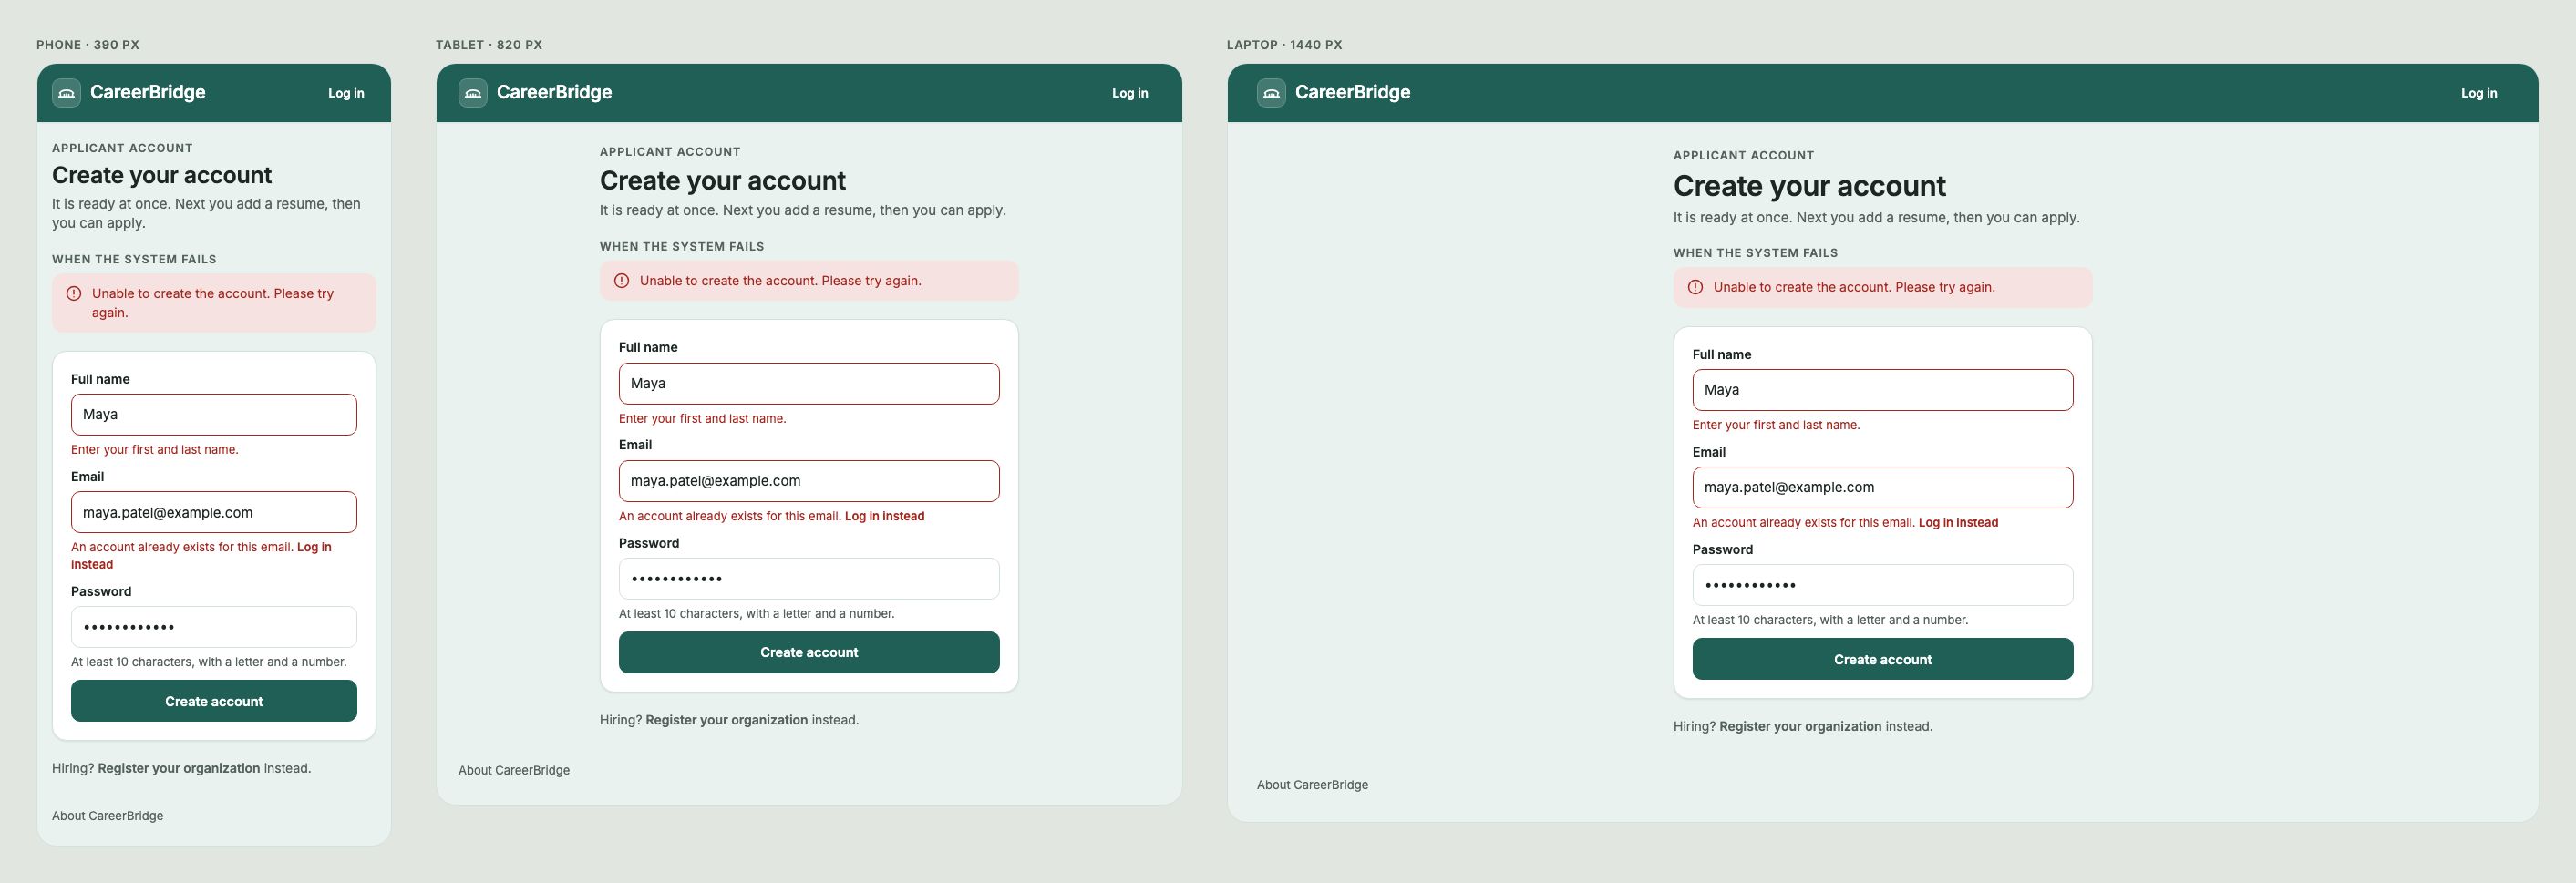 PHONE · 390 PX
CareerBridge
Log in
APPLICANT ACCOUNT
Create your account
It is ready at once. Next you add a resume, then
you can apply.
WHEN THE SYSTEM FAILS
Unable to create the account. Please try
again.
Full name
Maya
Enter your first and last name.
Email
maya.patel@example.com
An account already exists for this email. Log in
instead
Password
••••••••••••
At least 10 characters, with a letter and a number.
Create account
Hiring? Register your organization instead.
About CareerBridge
TABLET · 820 PX
CareerBridge
Log in
APPLICANT ACCOUNT
Create your account
It is ready at once. Next you add a resume, then you can apply.
WHEN THE SYSTEM FAILS
Unable to create the account. Please try again.
Full name
Maya
Enter your first and last name.
Email
maya.patel@example.com
An account already exists for this email. Log in instead
Password
••••••••••••
At least 10 characters, with a letter and a number.
Create account
Hiring? Register your organization instead.
About CareerBridge
LAPTOP · 1440 PX
CareerBridge
Log in
APPLICANT ACCOUNT
Create your account
It is ready at once. Next you add a resume, then you can apply.
WHEN THE SYSTEM FAILS
Unable to create the account. Please try again.
Full name
Maya
Enter your first and last name.
Email
maya.patel@example.com
An account already exists for this email. Log in instead
Password
••••••••••••
At least 10 characters, with a letter and a number.
Create account
Hiring? Register your organization instead.
About CareerBridge